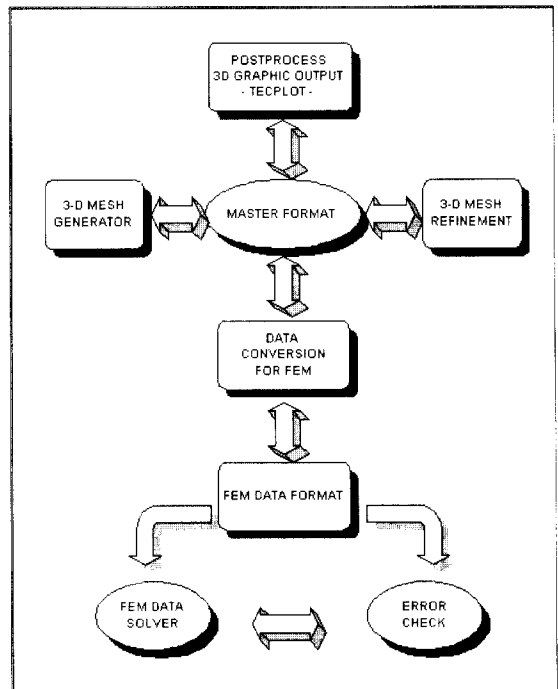 POSTPROCESS
3D GRAPHIC OUTPUT
- TECPLOT -
3-D MESH
GENERATOR
MASTER FORMAT
3-D MESH
REFINEMENT
DATA
CONVERSION
FOR FEM
FEM DATA FORMAT
FEM DATA
SOLVER
ERROR
CHECK